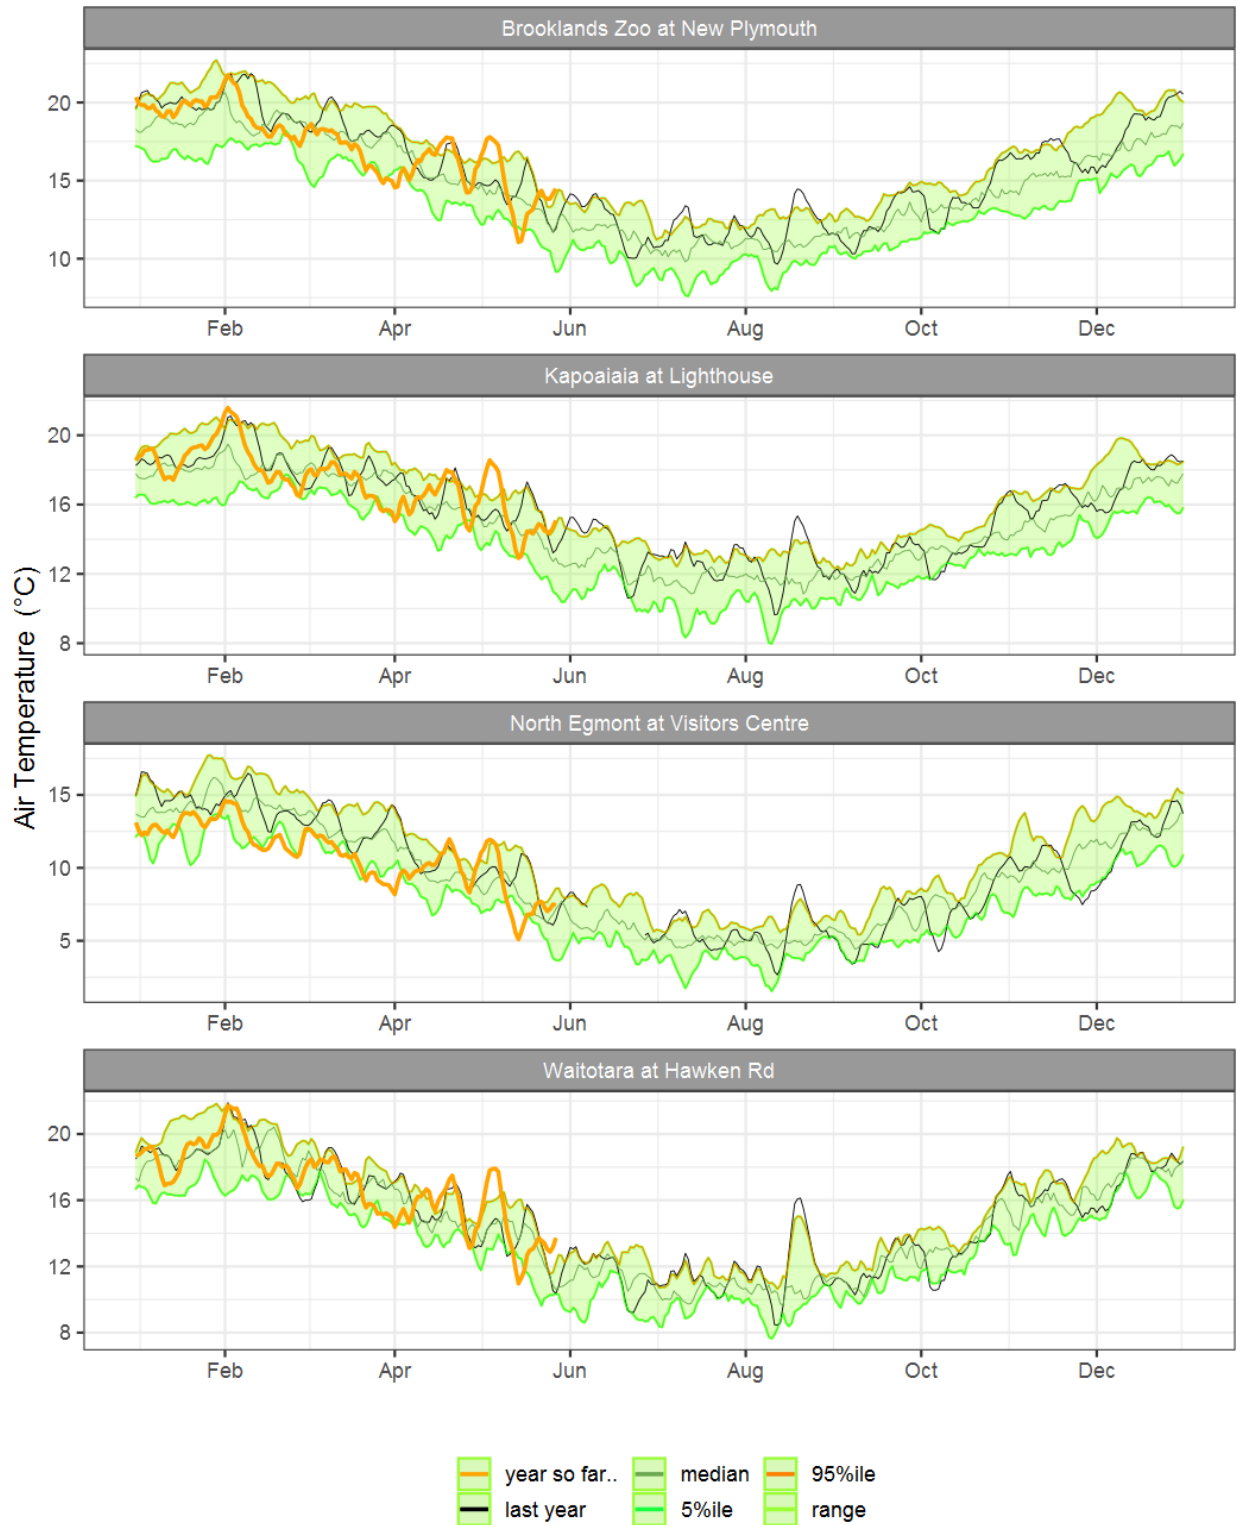 Brooklands Zoo at New Plymouth
20
15
10
Feb Apr Jun Aug Oct Dec
Kapoaiaia at Lighthouse
20
16
12
8
Feb Apr Jun Aug Oct Dec
Air Temperature (°C)
North Egmont at Visitors Centre
15
10
5
Feb Apr Jun Aug Oct Dec
Waitotara at Hawken Rd
20
16
12
8
Feb Apr Jun Aug Oct Dec
year so far.. median 95%ile
last year 5%ile range